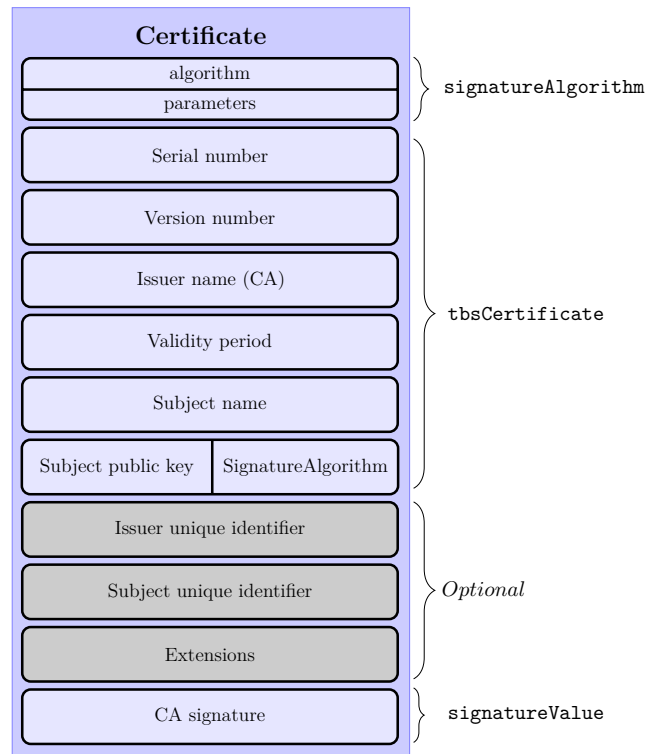 Certificate
algorithm
parameters
signatureAlgorithm
Serial number
Version number
Issuer name (CA)
Validity period
tbsCertificate
Subject name
Subject public key SignatureAlgorithm
Issuer unique identifier
Subject unique identifier
Optional
Extensions
CA signature
signatureValue